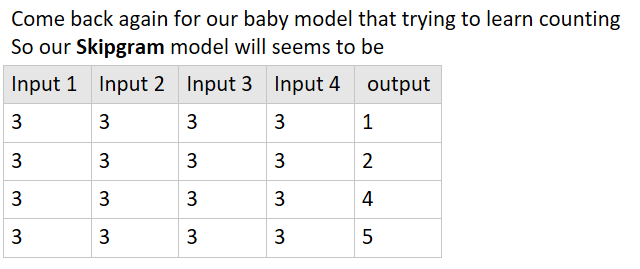 Come back again for our baby model that trying to learn counting
So our Skipgram model will seems to be
Input 1 Input 2 Input 3 Input 4 output
3 3 3 3 1
3 3 3 3 2
3 3 3 3 4
3 3 3 3 5